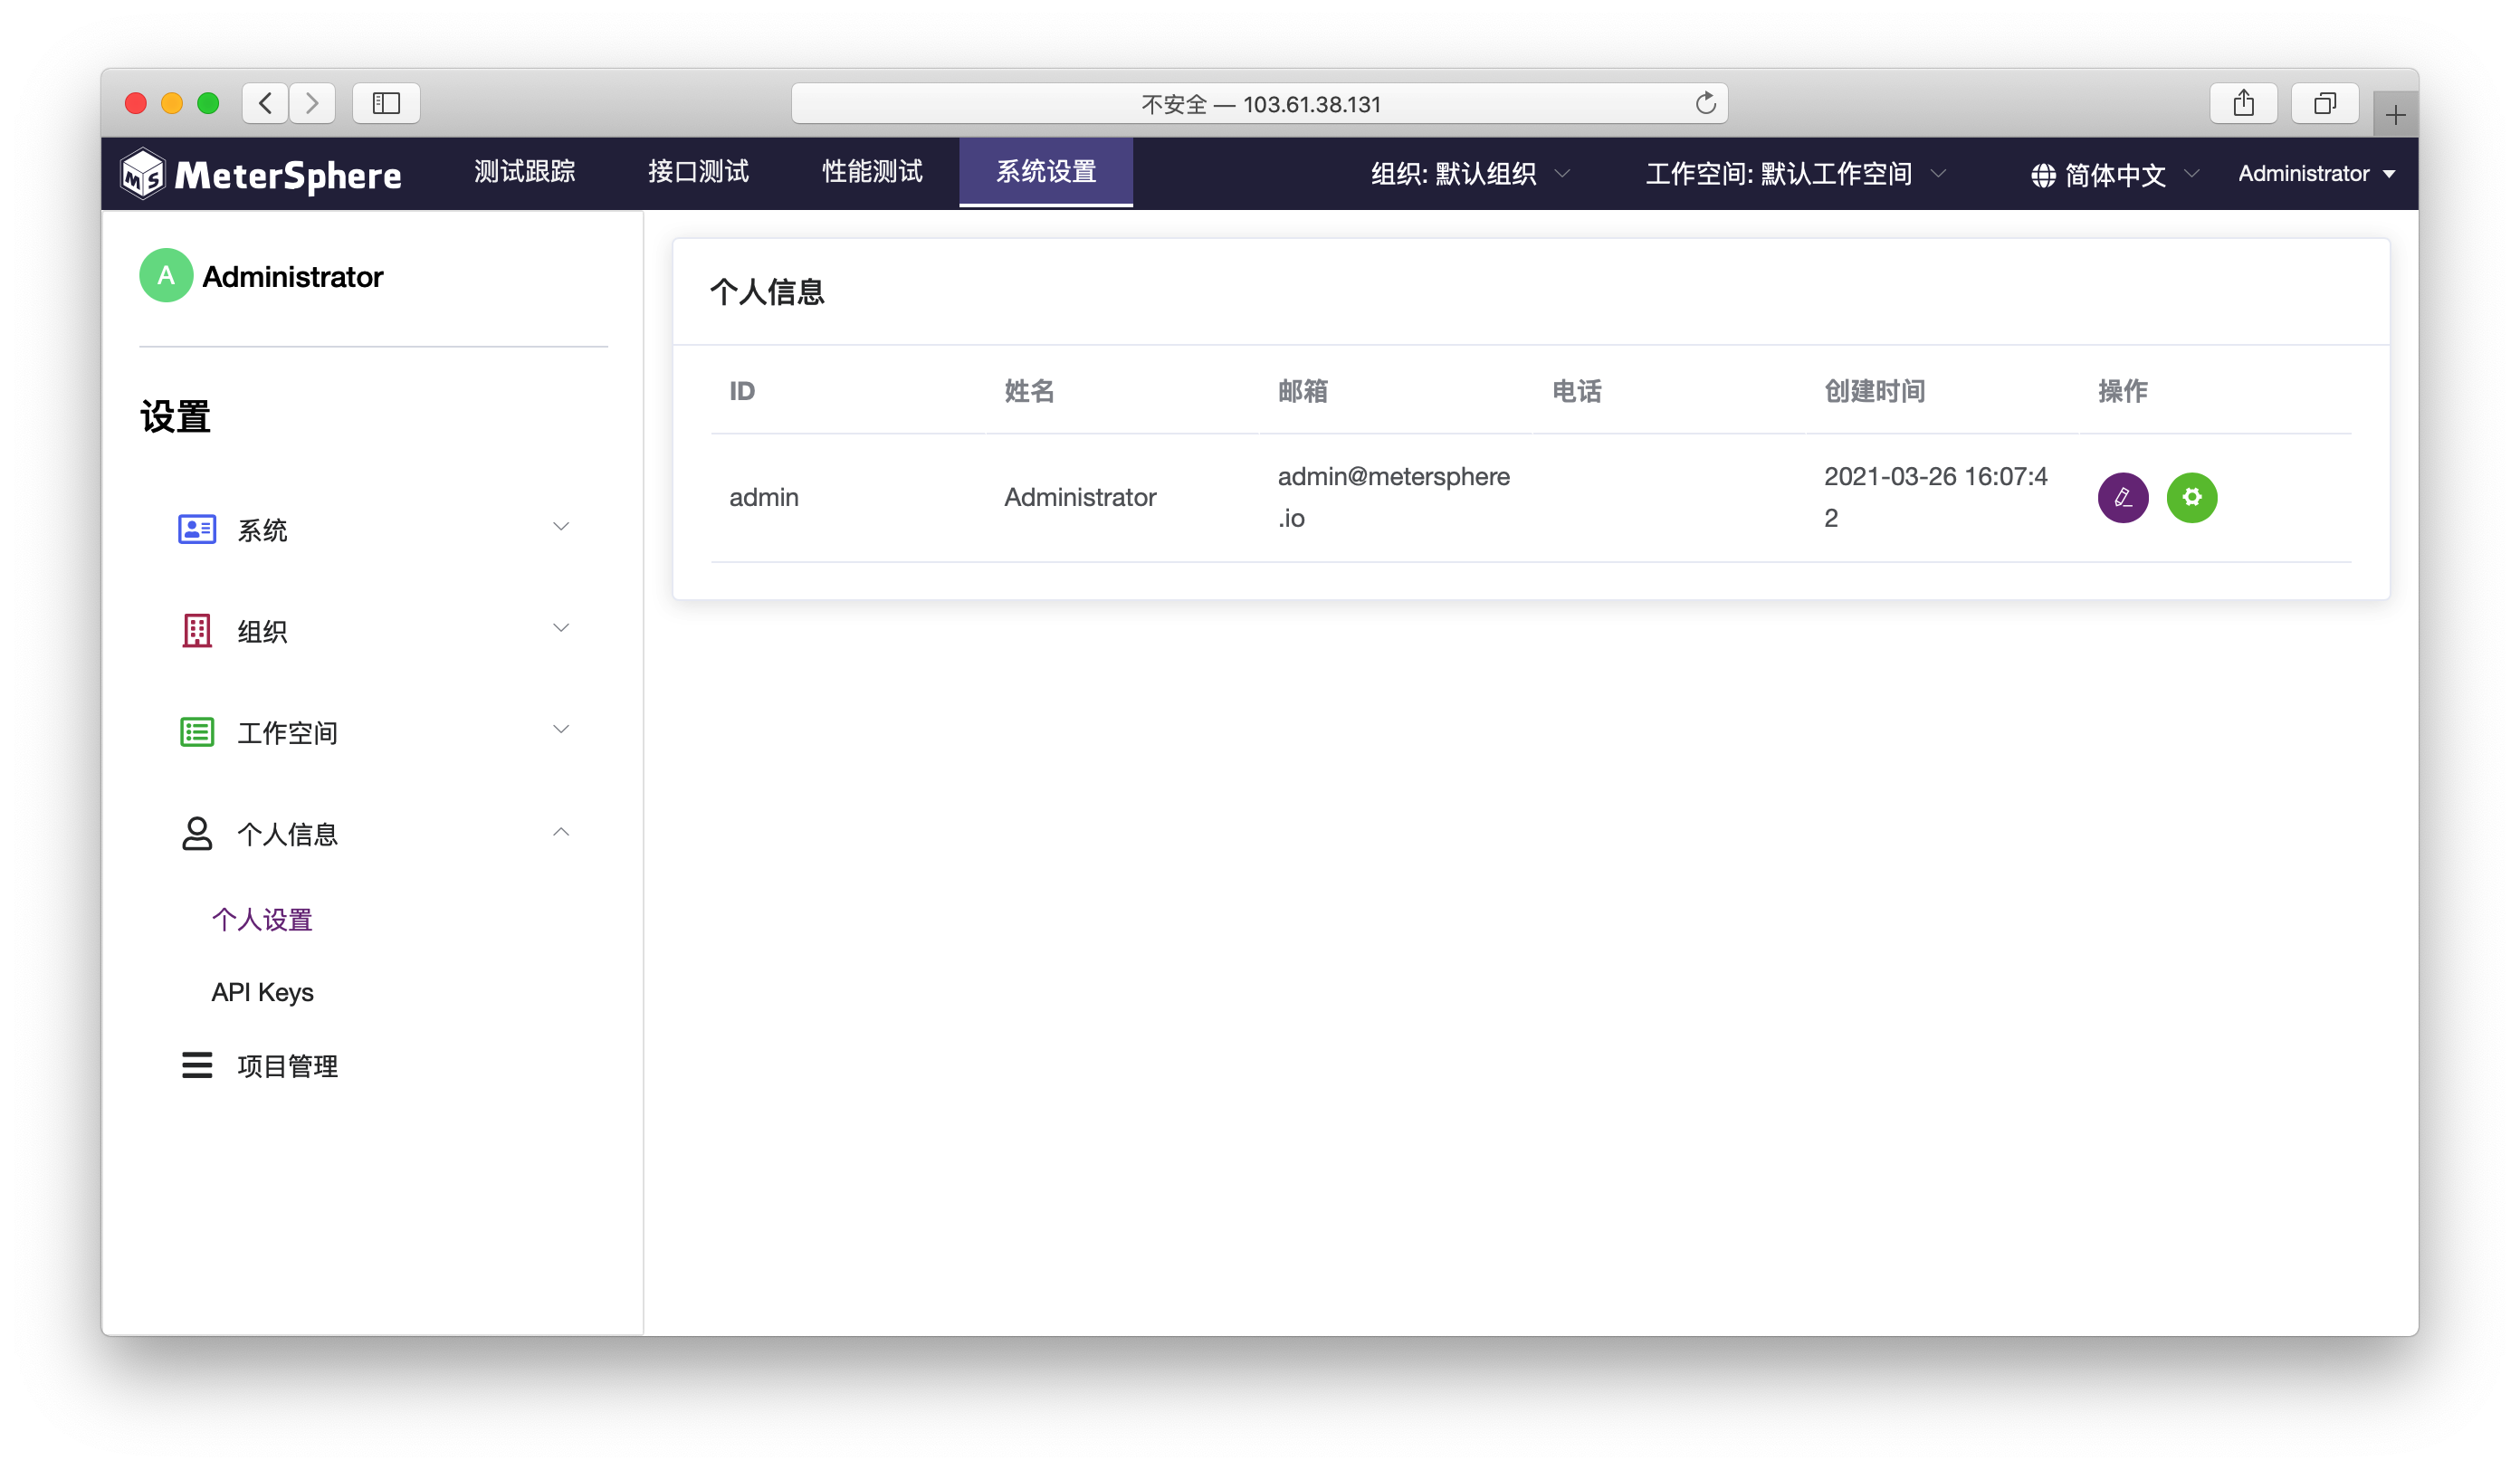 不安全 — 103.61.38.131
MS MeterSphere 测试跟踪 接口测试 性能测试 系统设置 组织: 默认组织 工作空间: 默认工作空间 简体中文 Administrator
A Administrator
设置
系统
组织
工作空间
个人信息
个人设置
API Keys
项目管理
个人信息
ID 姓名 邮箱 电话 创建时间 操作
admin Administrator admin@metersphere 2021-03-26 16:07:4
.io 2